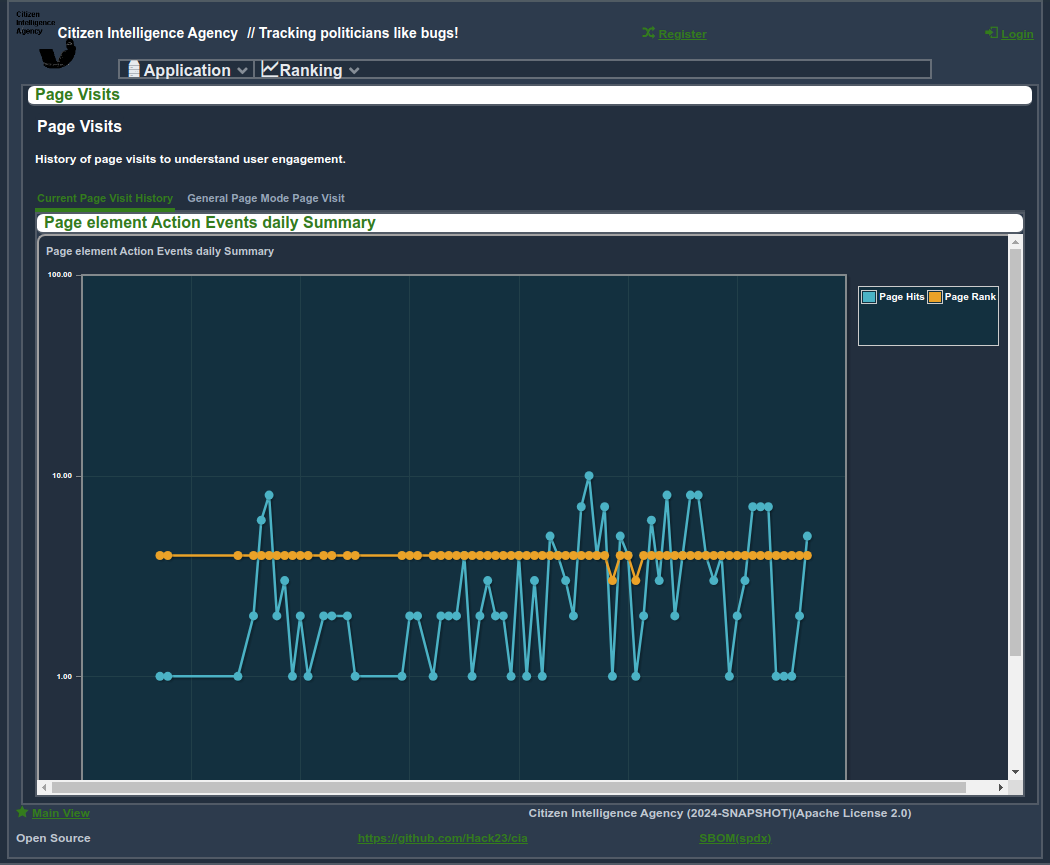 Citizen
Intelligence
Agency
Citizen Intelligence Agency // Tracking politicians like bugs!
Register
Login
Application
Ranking
Page Visits
Page Visits
History of page visits to understand user engagement.
Current Page Visit History
General Page Mode Page Visit
Page element Action Events daily Summary
Page element Action Events daily Summary
100.00
Page Hits
Page Rank
10.00
1.00
Main View
Citizen Intelligence Agency (2024-SNAPSHOT)(Apache License 2.0)
Open Source
https://github.com/Hack23/cia
SBOM(spdx)